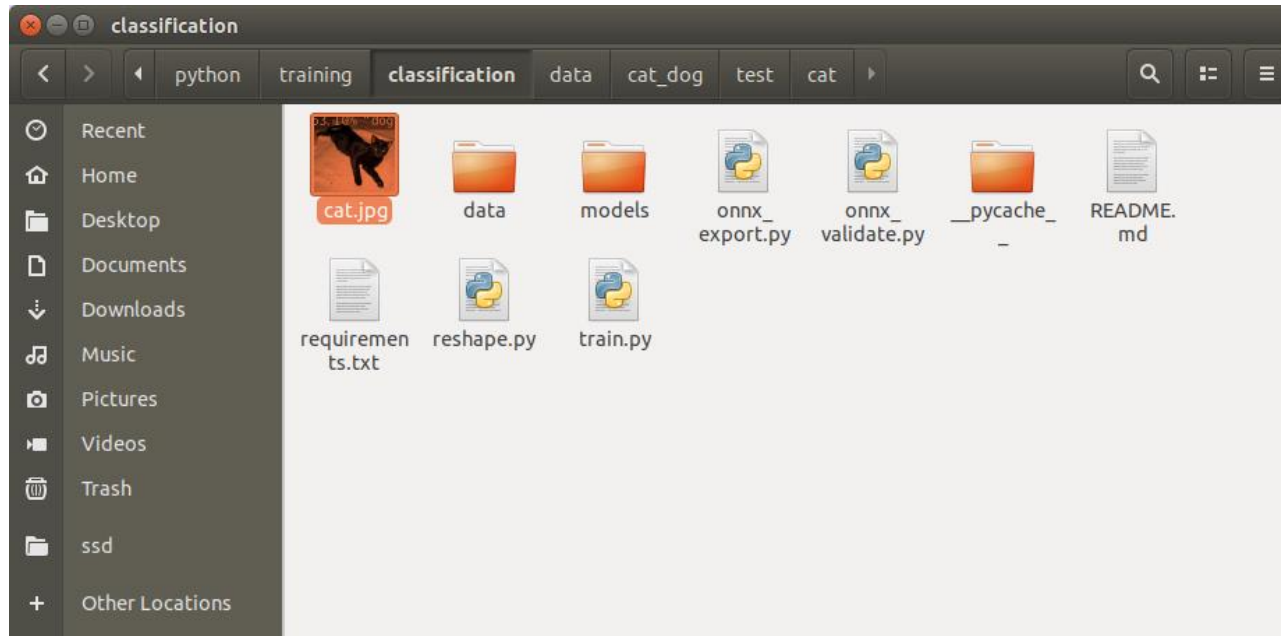 classification
python training classification data cat_dog test cat
Recent
Home
Desktop
Documents
Downloads
Music
Pictures
Videos
Trash
ssd
Other Locations
dog
cat.jpg
data
models
onnx_
export.py
onnx_
validate.py
__pycache_
_
README.
md
requiremen
ts.txt
reshape.py
train.py